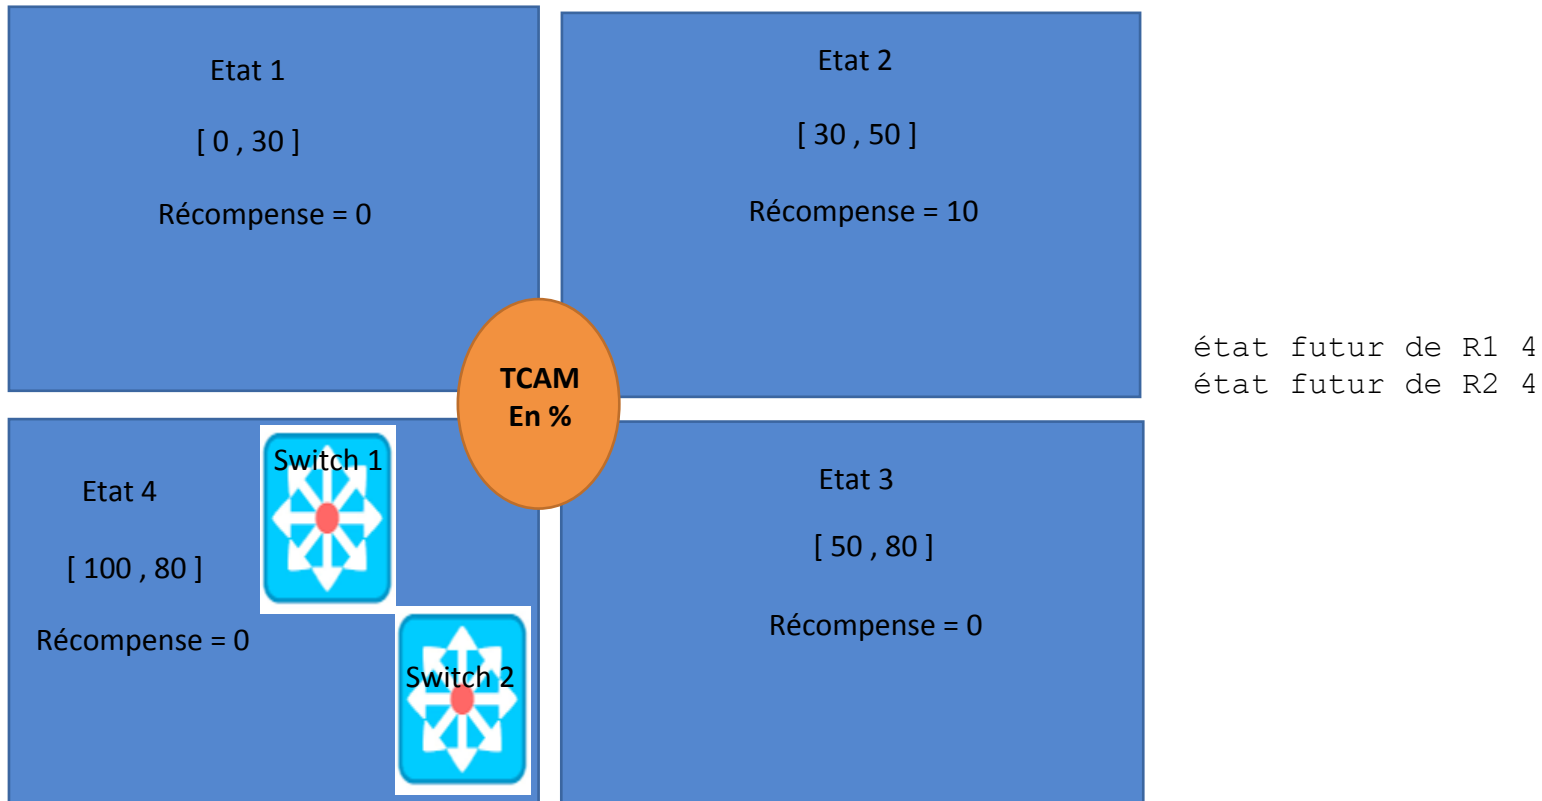 Etat 1
[ 0 , 30 ]
Récompense = 0
Etat 2
[ 30 , 50 ]
Récompense = 10
TCAM
En %
état futur de R1 4
état futur de R2 4
Etat 4
[ 100 , 80 ]
Récompense = 0
Switch 1
Switch 2
Etat 3
[ 50 , 80 ]
Récompense = 0